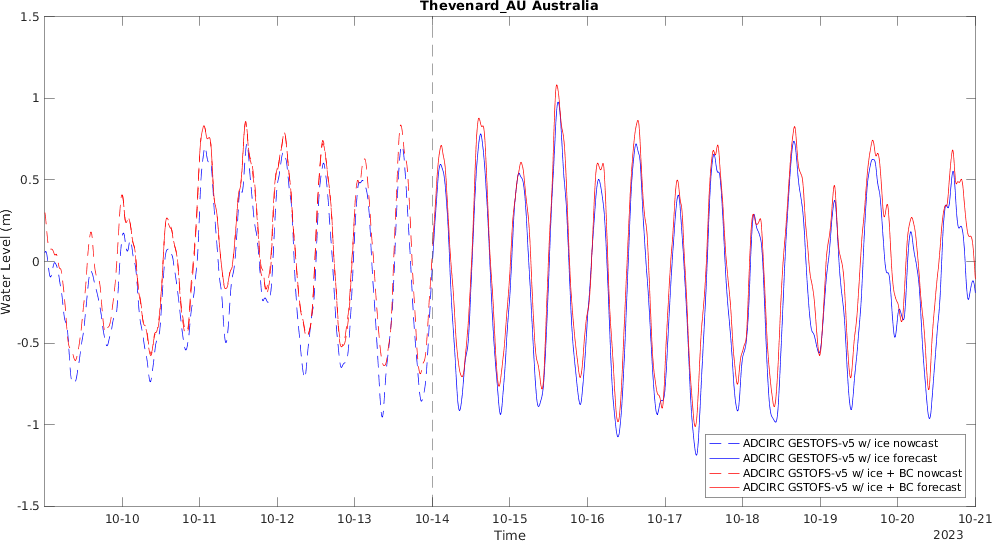 Thevenard_AU Australia
1.5
1
0.5
0
-0.5
-1
-1.5
Water Level (m)
10-10
10-11
10-12
10-13
10-14
10-15
10-16
10-17
10-18
10-19
10-20
10-21
Time
2023
ADCIRC GESTOFS-v5 w/ ice nowcast
ADCIRC GESTOFS-v5 w/ ice forecast
ADCIRC GSTOFS-v5 w/ ice + BC nowcast
ADCIRC GSTOFS-v5 w/ ice + BC forecast